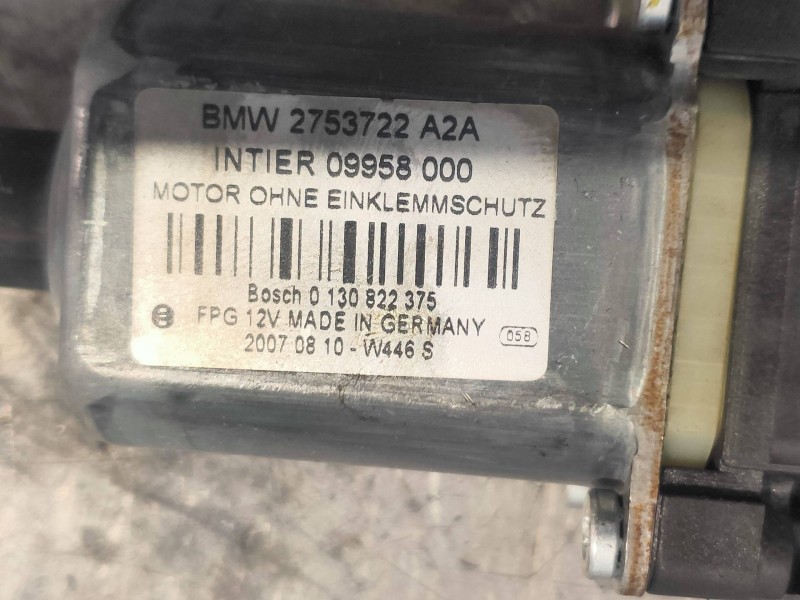 BMW 2753722 A2A
INTIER 09958 000
MOTOR OHNE EINKLEMMSCHUTZ
Bosch 0 130 822 375
FPG 12V MADE IN GERMANY 058
2007 08 10 - W446 S